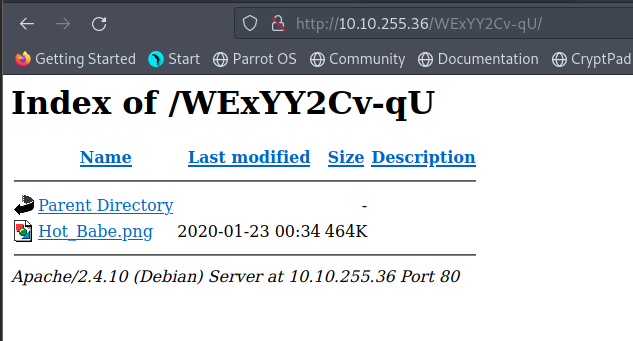 http://10.10.255.36/WExYY2Cv-qU/
Getting Started Start Parrot OS Community Documentation CryptPad
Index of /WExYY2Cv-qU
Name Last modified Size Description
Parent Directory -
Hot_Babe.png 2020-01-23 00:34 464K
Apache/2.4.10 (Debian) Server at 10.10.255.36 Port 80